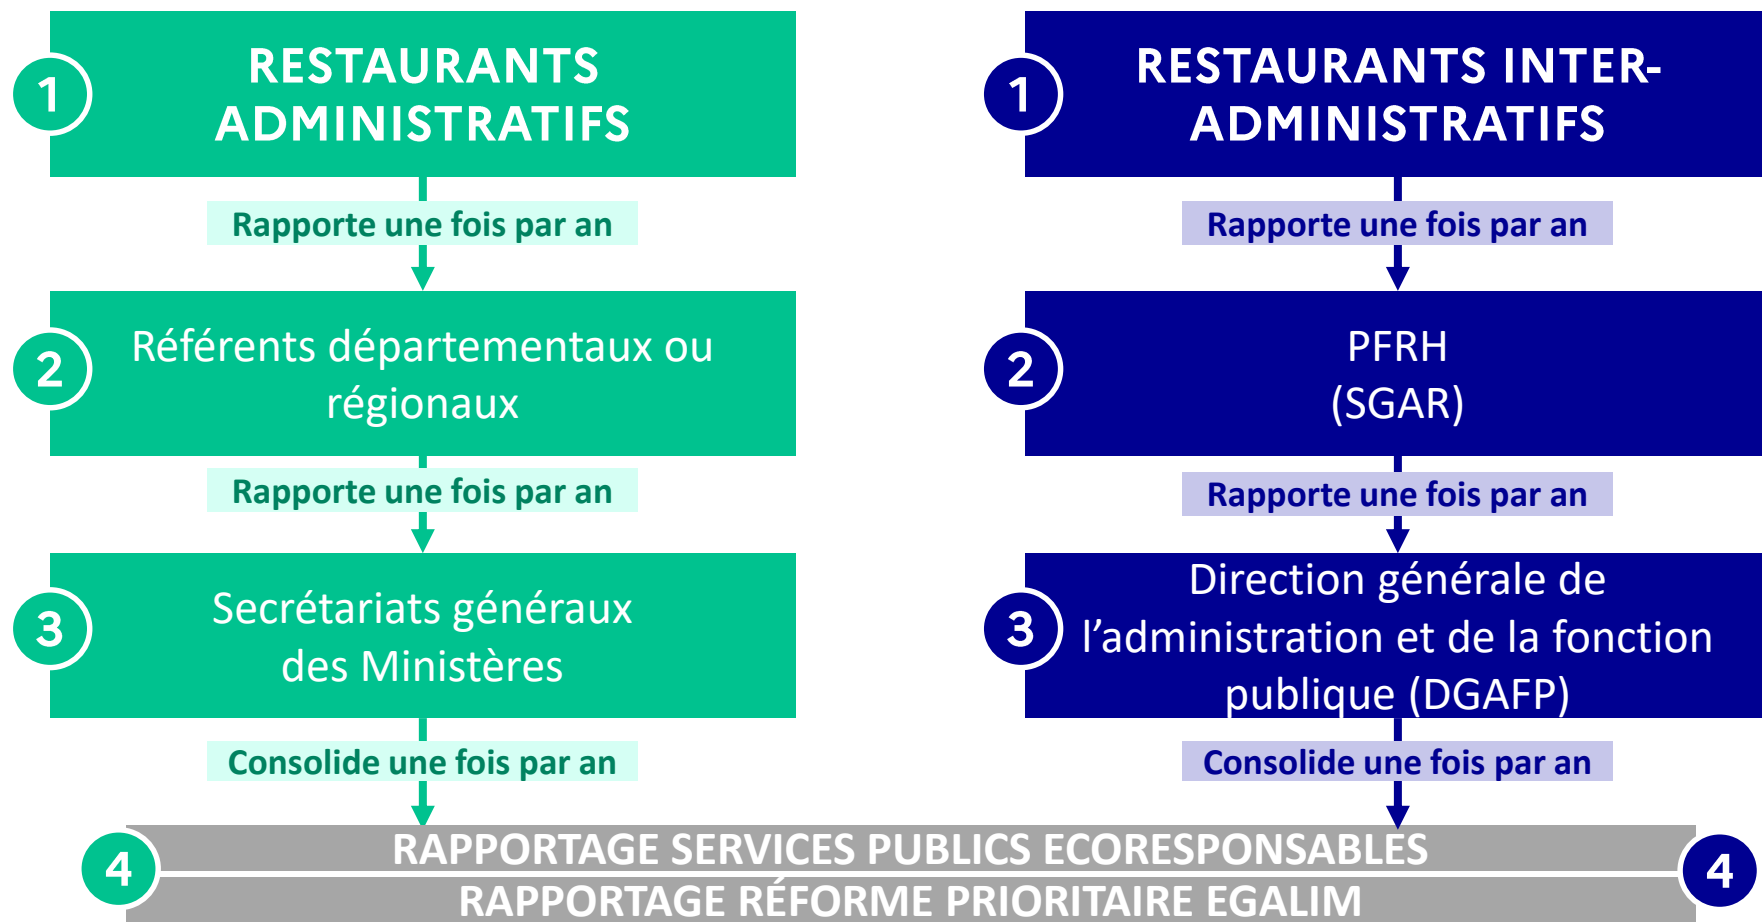 1
RESTAURANTS
ADMINISTRATIFS
Rapporte une fois par an
2
Référents départementaux ou
régionaux
Rapporte une fois par an
3
Secrétariats généraux
des Ministères
Consolide une fois par an
1
RESTAURANTS INTER-
ADMINISTRATIFS
Rapporte une fois par an
2
PFRH
(SGAR)
Rapporte une fois par an
3
Direction générale de
l’administration et de la fonction
publique (DGAFP)
Consolide une fois par an
4
RAPPORTAGE SERVICES PUBLICS ECORESPONSABLES
RAPPORTAGE RÉFORME PRIORITAIRE EGALIM
4